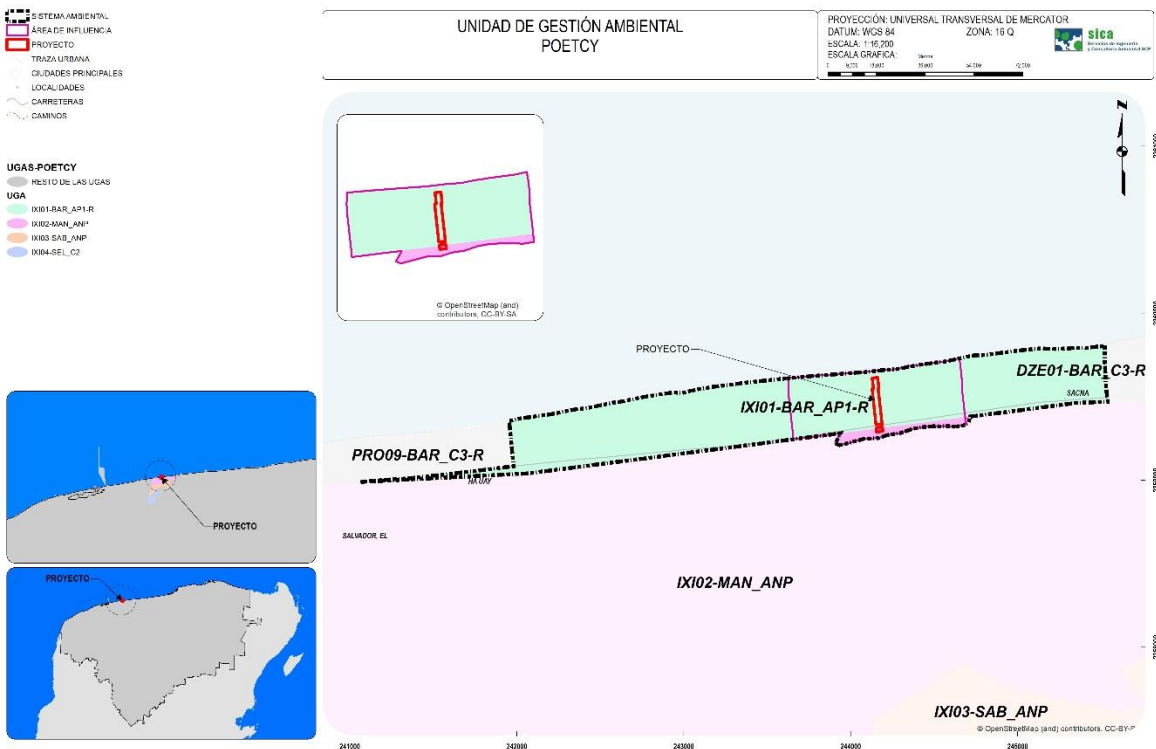 SISTEMA AMBIENTAL
ÁREA DE INFLUENCIA
PROYECTO
TRAZA URBANA
CIUDADES PRINCIPALES
LOCALIDADES
CARRETERAS
CAMINOS
UGAS-POETCY
RESTO DE LAS UGAS
UGA
IXI01-BAR_AP1-R
IXI02-MAN_ANP
IXI03-SAB_ANP
IXI04-SEL_C2
UNIDAD DE GESTIÓN AMBIENTAL
POETCY
PROYECCIÓN: UNIVERSAL TRANSVERSAL DE MERCATOR
DATUM: WGS 84 ZONA: 16 Q
ESCALA: 1:16,200
ESCALA GRAFICA:
sica
© OpenStreetMap (and)
contributors, CC-BY-SA
Z
PROYECTO
DZE01-BAR_C3-R
SACNA
IXI01-BAR_AP1-R
PRO09-BAR_C3-R
HA UAY
SALVADOR, EL
IXI02-MAN_ANP
IXI03-SAB_ANP
© OpenStreetMap (and) contributors, CC-BY-
241000 242000 243000 244000 245000
PROYECTO
PROYECTO